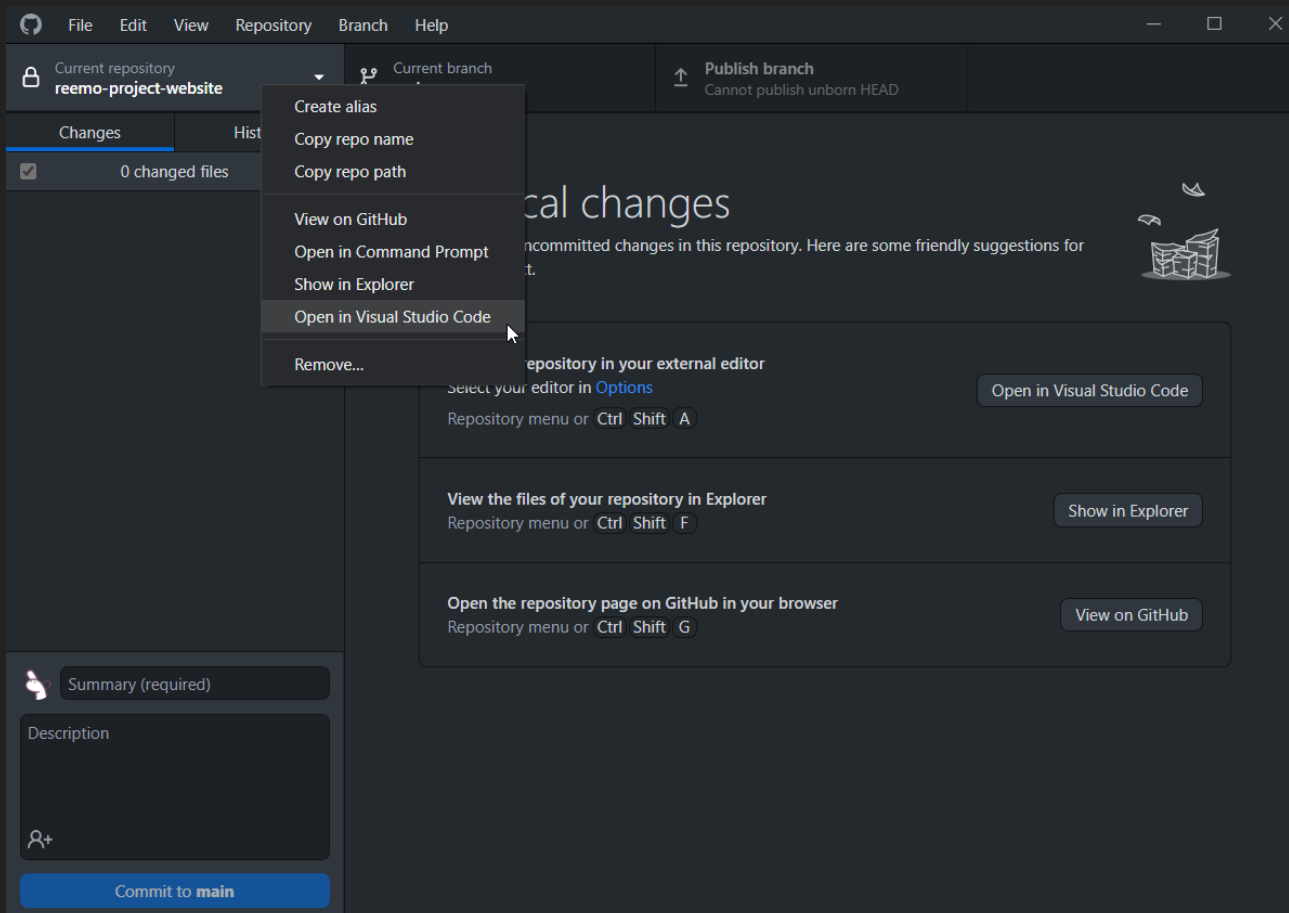 File Edit View Repository Branch Help
Current repository
reemo-project-website
Current branch
Publish branch
Cannot publish unborn HEAD
Changes
Hist
0 changed files
Create alias
Copy repo name
Copy repo path
View on GitHub
Open in Command Prompt
Show in Explorer
Open in Visual Studio Code
Remove...
cal changes
ncommitted changes in this repository. Here are some friendly suggestions for
t.
epository in your external editor
Select your editor in Options
Repository menu or Ctrl Shift A
Open in Visual Studio Code
View the files of your repository in Explorer
Repository menu or Ctrl Shift F
Show in Explorer
Open the repository page on GitHub in your browser
Repository menu or Ctrl Shift G
View on GitHub
Summary (required)
Description
Commit to main